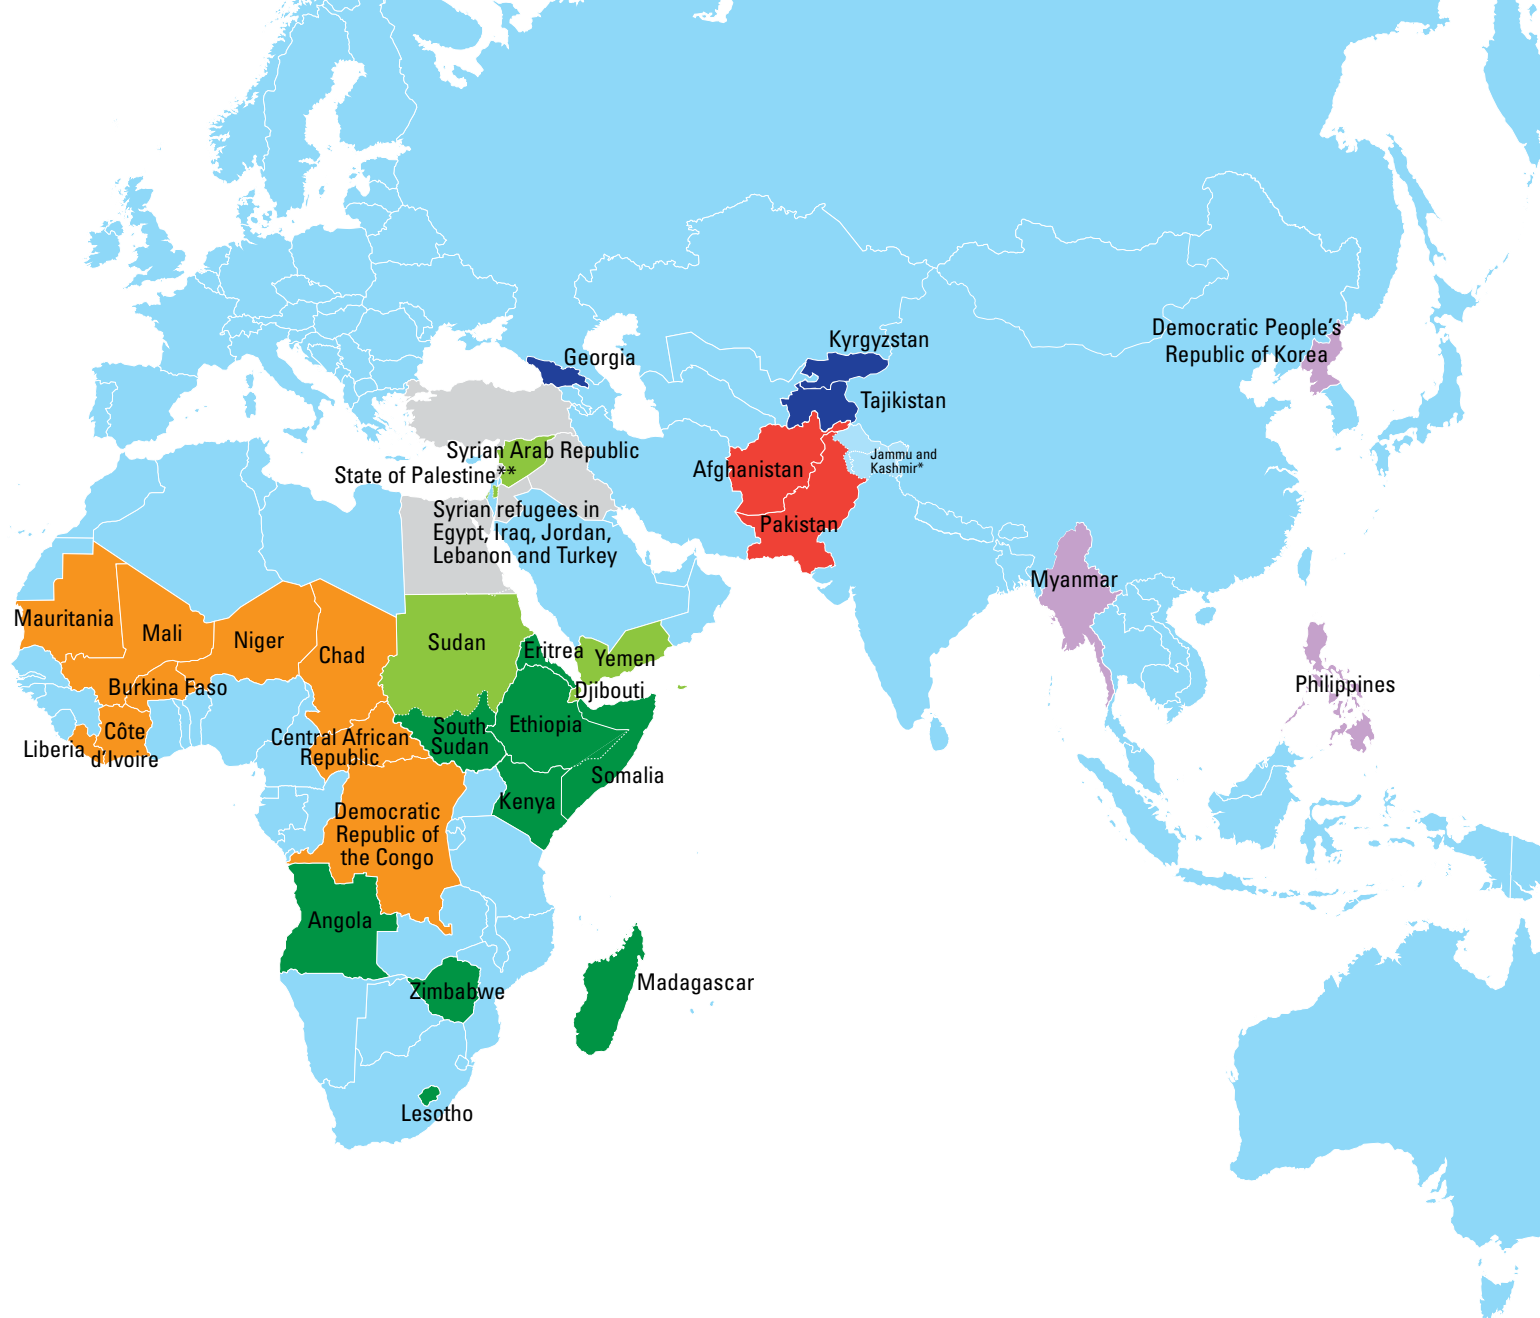 Democratic People's
Republic of Korea
Kyrgyzstan
Georgia
Tajikistan
Syrian Arab Republic
State of Palestine**
Jammu and
Kashmir*
Afghanistan
Pakistan
Syrian refugees in
Egypt, Iraq, Jordan,
Lebanon and Turkey
Myanmar
Mauritania
Mali
Niger
Chad
Sudan
Eritrea
Yemen
Burkina Faso
Djibouti
Philippines
Liberia
Côte
d'Ivoire
Central African
Republic
South
Sudan
Ethiopia
Somalia
Kenya
Democratic
Republic of
the Congo
Angola
Zimbabwe
Madagascar
Lesotho